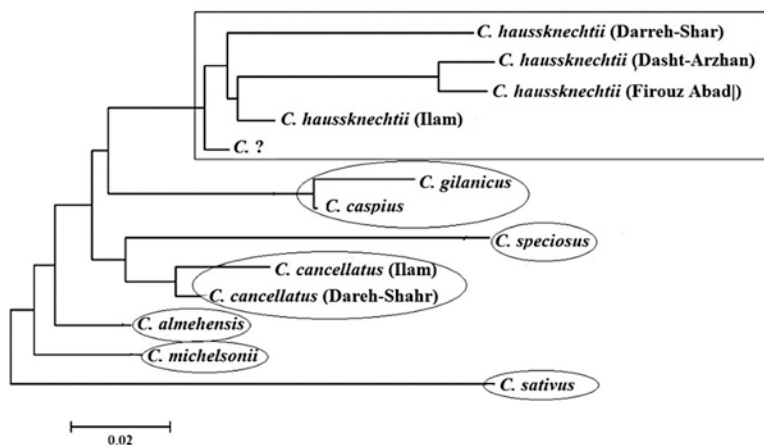 C. haussknechtii (Darreh-Shar)
C. haussknechtii (Dasht-Arzhan)
C. haussknechtii (Firouz Abad|)
C. haussknechtii (Ilam)
C. ?
C. gilanicus
C. caspius
C. speciosus
C. cancellatus (Ilam)
C. cancellatus (Dareh-Shahr)
C. almehensis
C. michelsonii
C. sativus
0.02